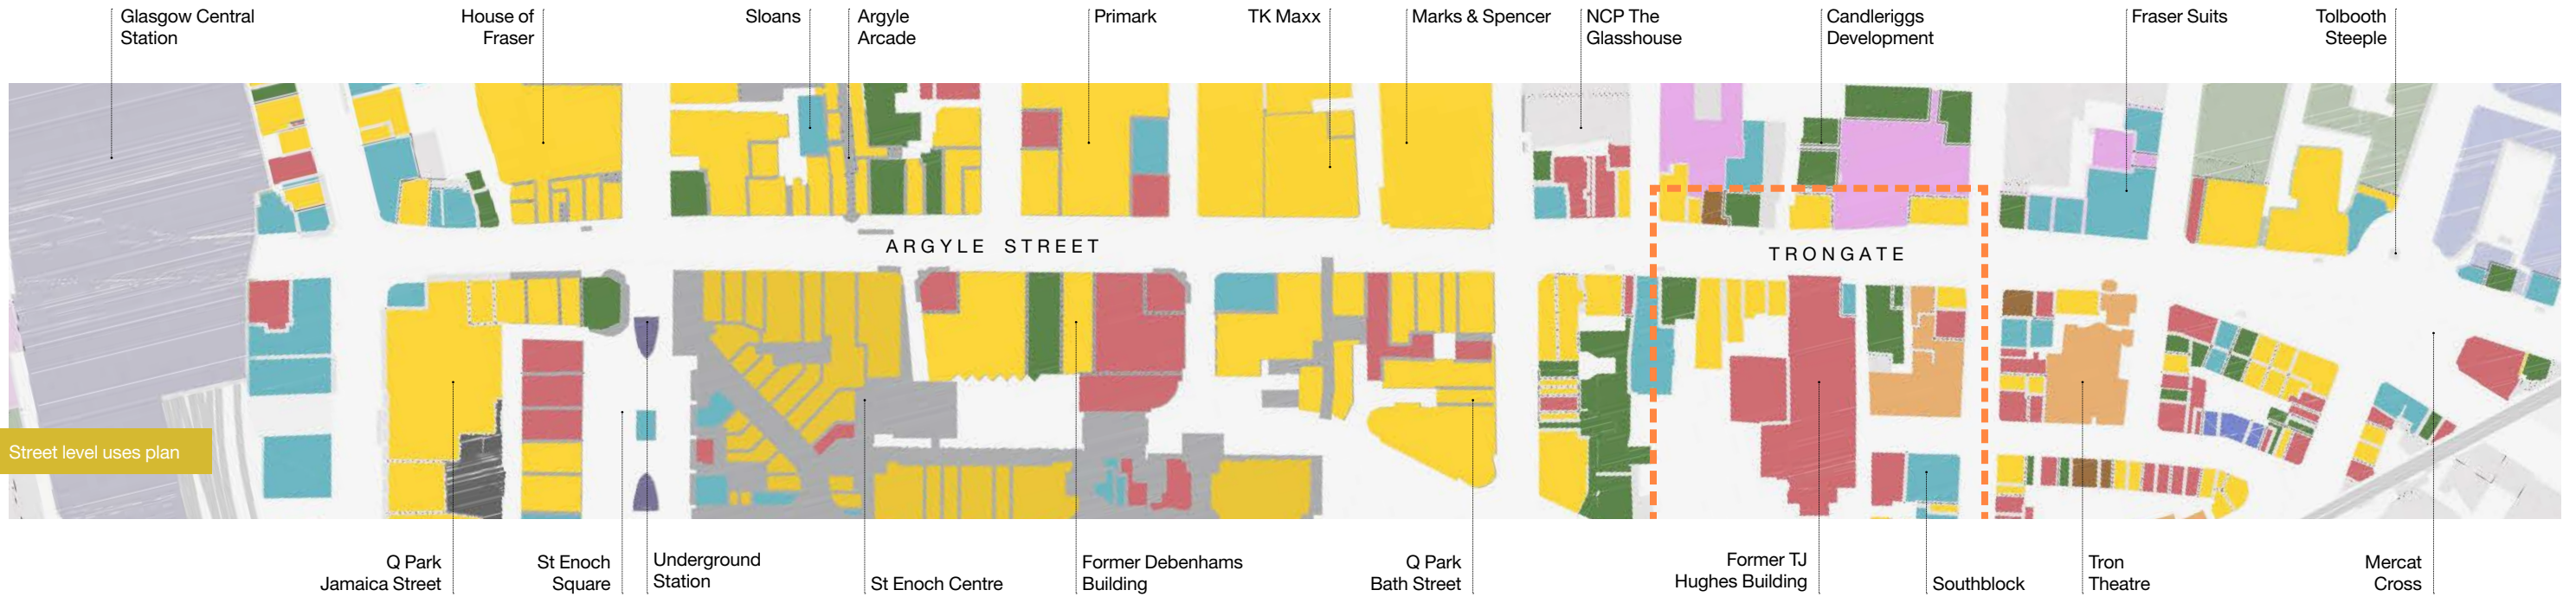 Glasgow Central
Station
House of
Fraser
Sloans
Argyle
Arcade
Primark
TK Maxx
Marks & Spencer
NCP The
Glasshouse
Candleriggs
Development
Fraser Suits
Tolbooth
Steeple
ARGYLE STREET
TRONGATE
Street level uses plan
Q Park
Jamaica Street
St Enoch
Square
Underground
Station
St Enoch Centre
Former Debenhams
Building
Q Park
Bath Street
Former TJ
Hughes Building
Southblock
Tron
Theatre
Mercat
Cross